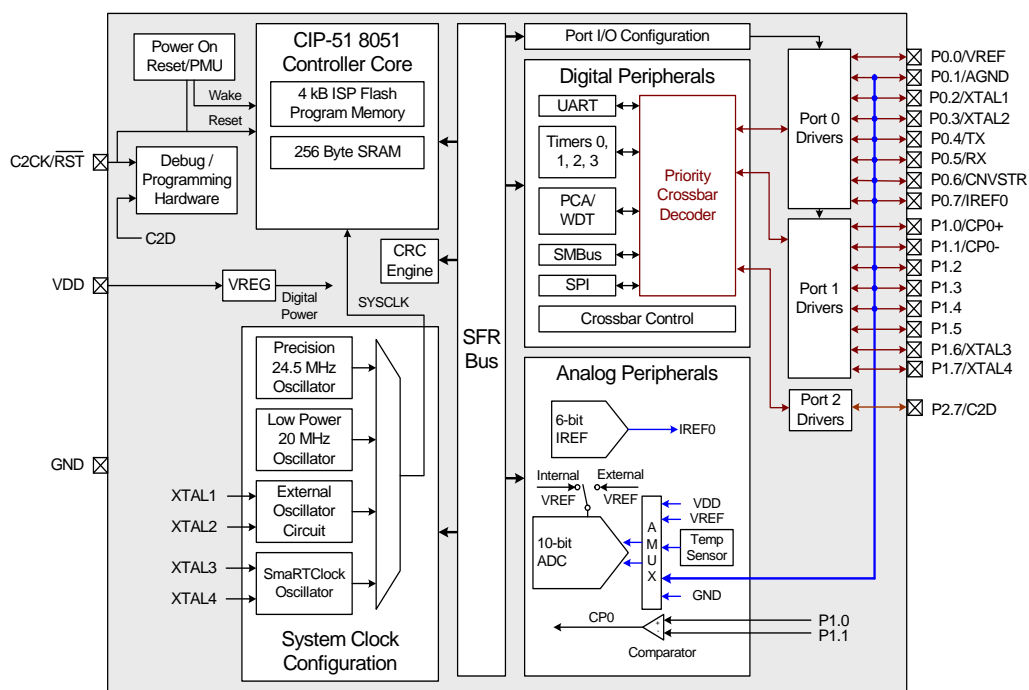 Power On
Reset/PMU
Wake
Reset
C2CK/RST
Debug /
Programming
Hardware
C2D
VDD
VREG
Digital
Power
GND
CIP-51 8051
Controller Core
4 kB ISP Flash
Program Memory
256 Byte SRAM
CRC
Engine
SYSCLK
Precision
24.5 MHz
Oscillator
Low Power
20 MHz
Oscillator
XTAL1
XTAL2
External
Oscillator
Circuit
XTAL3
XTAL4
SmaRTClock
Oscillator
System Clock
Configuration
SFR
Bus
Port I/O Configuration
Digital Peripherals
UART
Timers 0,
1, 2, 3
PCA/
WDT
SMBus
SPI
Priority
Crossbar
Decoder
Crossbar Control
Analog Peripherals
6-bit
IREF
IREF0
Internal
VREF
External
VREF
10-bit
ADC
A
M
U
X
VDD
VREF
Temp
Sensor
GND
CP0
+
-
Comparator
P1.0
P1.1
Port 0
Drivers
Port 1
Drivers
Port 2
Drivers
P0.0/VREF
P0.1/AGND
P0.2/XTAL1
P0.3/XTAL2
P0.4/TX
P0.5/RX
P0.6/CNVSTR
P0.7/IREF0
P1.0/CP0+
P1.1/CP0-
P1.2
P1.3
P1.4
P1.5
P1.6/XTAL3
P1.7/XTAL4
P2.7/C2D